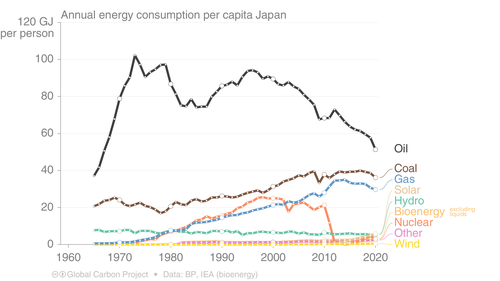 Annual energy consumption per capita Japan
120 GJ
per person
100
80
60
40
20
0
1960 1970 1980 1990 2000 2010 2020
Oil
Coal
Gas
Solar
Hydro
Bioenergy excluding liquids
Nuclear
Other
Wind
Global Carbon Project • Data: BP, IEA (bioenergy)